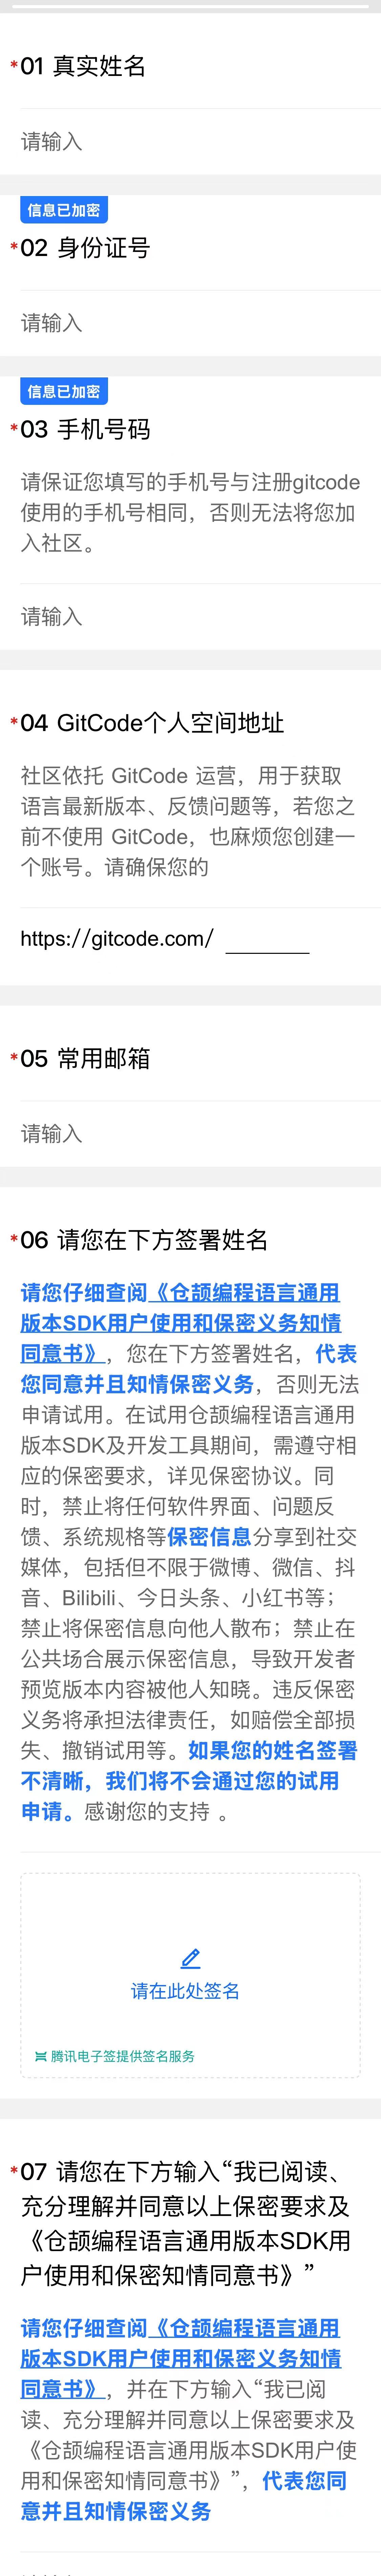 *01 真实姓名
请输入
信息已加密
*02 身份证号
请输入
信息已加密
*03 手机号码
请保证您填写的手机号与注册gitcode
使用的手机号相同，否则无法将您加
入社区。
请输入
*04 GitCode个人空间地址
社区依托 GitCode 运营，用于获取
语言最新版本、反馈问题等，若您之
前不使用 GitCode，也麻烦您创建一
个账号。请确保您的
https://gitcode.com/
*05 常用邮箱
请输入
*06 请您在下方签署姓名
请您仔细查阅《仓颉编程语言通用
版本SDK用户使用和保密义务知情
同意书》，您在下方签署姓名，代表
您同意并且知情保密义务，否则无法
申请试用。在试用仓颉编程语言通用
版本SDK及开发工具期间，需遵守相
应的保密要求，详见保密协议。同
时，禁止将任何软件界面、问题反
馈、系统规格等保密信息分享到社交
媒体，包括但不限于微博、微信、抖
音、Bilibili、今日头条、小红书等；
禁止将保密信息向他人散布；禁止在
公共场合展示保密信息，导致开发者
预览版本内容被他人知晓。违反保密
义务将承担法律责任，如赔偿全部损
失、撤销试用等。如果您的姓名签署
不清晰，我们将不会通过您的试用
申请。感谢您的支持 。
请在此处签名
腾讯电子签提供签名服务
*07 请您在下方输入“我已阅读、
充分理解并同意以上保密要求及
《仓颉编程语言通用版本SDK用
户使用和保密知情同意书》”
请您仔细查阅《仓颉编程语言通用
版本SDK用户使用和保密义务知情
同意书》，并在下方输入“我已阅
读、充分理解并同意以上保密要求及
《仓颉编程语言通用版本SDK用户使
用和保密知情同意书》”，代表您同
意并且知情保密义务